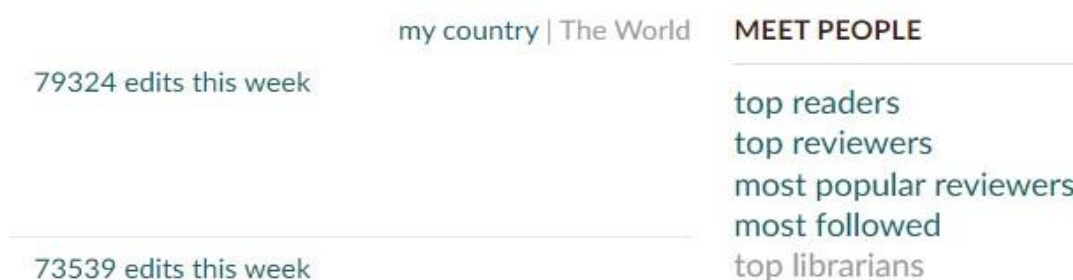 my country | The World
79324 edits this week
73539 edits this week
MEET PEOPLE
top readers
top reviewers
most popular reviewers
most followed
top librarians